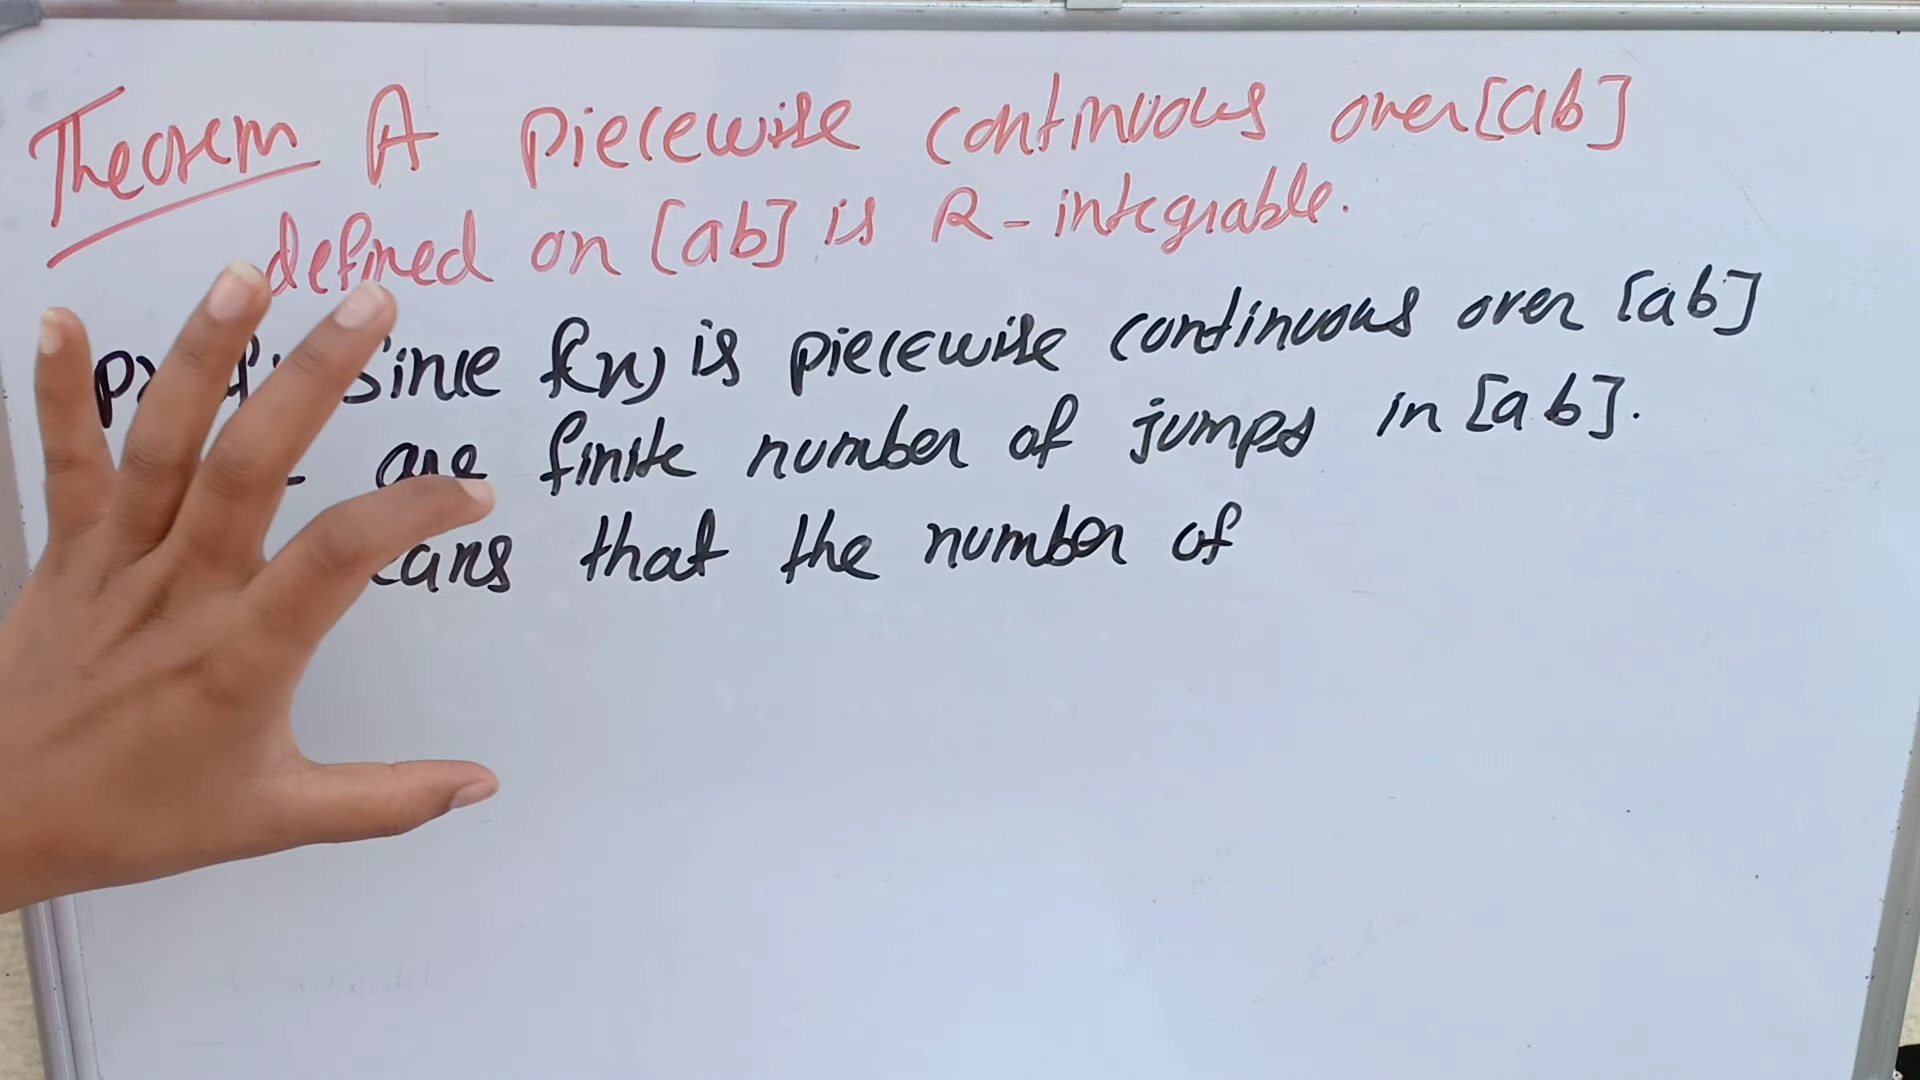 Theorem A piecewise continuous over [ab]
defined on [ab] is R-integrable.
Since f(x) is piecewise continuous over [ab]
are finite number of jumps in [ab].
that the number of